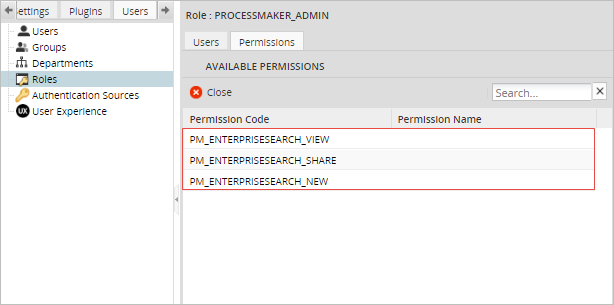 ettings Plugins Users
Users
Groups
Departments
Roles
Authentication Sources
UX User Experience
Role : PROCESSMAKER_ADMIN
Users Permissions
AVAILABLE PERMISSIONS
Close Search...
Permission Code Permission Name
PM_ENTERPRISESEARCH_VIEW
PM_ENTERPRISESEARCH_SHARE
PM_ENTERPRISESEARCH_NEW